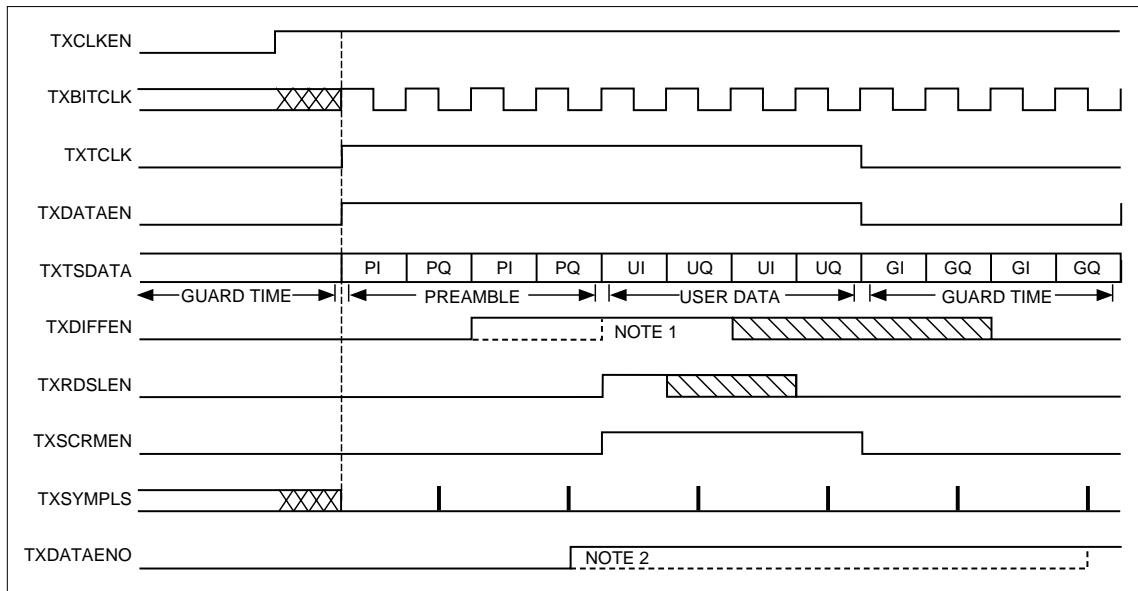 TXCLKEN
TXBITCLK
TXTCLK
TXDATAEN
TXTSDATA PI PQ PI PQ UI UQ UI UQ GI GQ GI GQ
GUARD TIME PREAMBLE USER DATA GUARD TIME
TXDIFFEN NOTE 1
TXRDSLEN
TXSCRMEN
TXSYMPLS
TXDATAENO NOTE 2